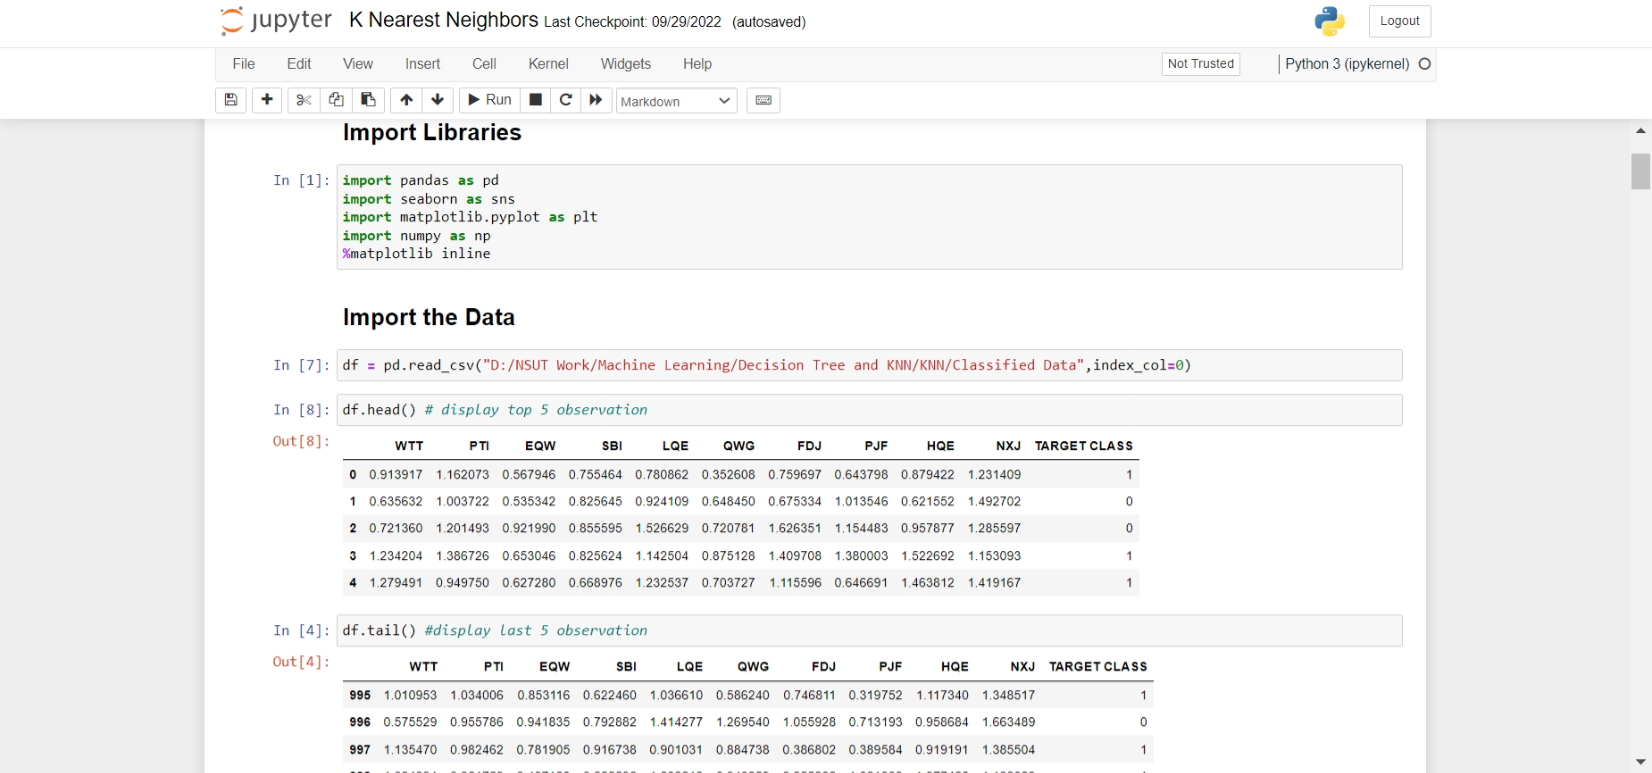 jupyter K Nearest Neighbors Last Checkpoint: 09/29/2022 (autosaved) Logout
File Edit View Insert Cell Kernel Widgets Help Not Trusted Python 3 (ipykernel)
Run Markdown
Import Libraries
In [1]: import pandas as pd
import seaborn as sns
import matplotlib.pyplot as plt
import numpy as np
%matplotlib inline
Import the Data
In [7]: df = pd.read_csv("D:/NSUT Work/Machine Learning/Decision Tree and KNN/KNN/Classified Data",index_col=0)
In [8]: df.head() # display top 5 observation
Out[8]:
WTT PTI EQW SBI LQE QWG FDJ PJF HQE NXJ TARGET CLASS
0 0.913917 1.162073 0.567946 0.755464 0.780862 0.352608 0.759697 0.643798 0.879422 1.231409 1
1 0.635632 1.003722 0.535342 0.825645 0.924109 0.648450 0.675334 1.013546 0.621552 1.492702 0
2 0.721360 1.201493 0.921990 0.855595 1.526629 0.720781 1.626351 1.154483 0.957877 1.285597 0
3 1.234204 1.386726 0.653046 0.825624 1.142504 0.875128 1.409708 1.380003 1.522692 1.153093 1
4 1.279491 0.949750 0.627280 0.668976 1.232537 0.703727 1.115596 0.646691 1.463812 1.419167 1
In [4]: df.tail() #display last 5 observation
Out[4]:
WTT PTI EQW SBI LQE QWG FDJ PJF HQE NXJ TARGET CLASS
995 1.010953 1.034006 0.853116 0.622460 1.036610 0.586240 0.746811 0.319752 1.117340 1.348517 1
996 0.575529 0.955786 0.941835 0.792882 1.414277 1.269540 1.055928 0.713193 0.958684 1.663489 0
997 1.135470 0.982462 0.781905 0.916738 0.901031 0.884738 0.386802 0.389584 0.919191 1.385504 1